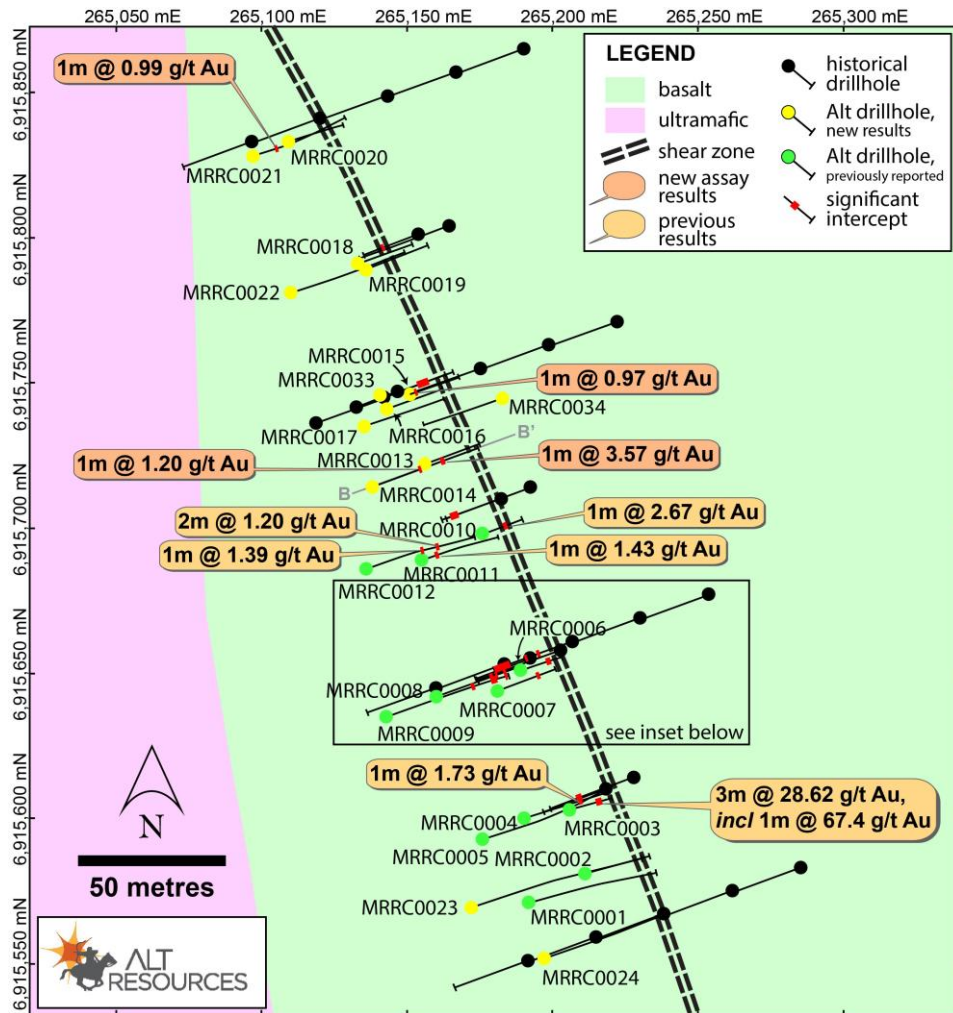 265,050 mE
265,100 mE
265,150 mE
265,200 mE
265,250 mE
265,300 mE
6,915,850 mN
6,915,800 mN
6,915,750 mN
6,915,700 mN
6,915,650 mN
6,915,600 mN
6,915,550 mN
LEGEND
basalt
ultramafic
shear zone
new assay
results
previous
results
historical
drillhole
Alt drillhole,
new results
Alt drillhole,
previously reported
significant
intercept
1m @ 0.99 g/t Au
MRRC0020
MRRC0021
MRRC0018
MRRC0019
MRRC0022
MRRC0015
MRRC0033
1m @ 0.97 g/t Au
MRRC0034
MRRC0017
MRRC0016
B'
MRRC0013
1m @ 1.20 g/t Au
1m @ 3.57 g/t Au
B
MRRC0014
2m @ 1.20 g/t Au
MRRC0010
1m @ 2.67 g/t Au
1m @ 1.39 g/t Au
1m @ 1.43 g/t Au
MRRC0011
MRRC0012
MRRC0006
MRRC0008
MRRC0007
MRRC0009
see inset below
1m @ 1.73 g/t Au
3m @ 28.62 g/t Au,
incl 1m @ 67.4 g/t Au
MRRC0004
MRRC0003
MRRC0005
MRRC0002
MRRC0023
MRRC0001
MRRC0024
N
50 metres
ALT
RESOURCES